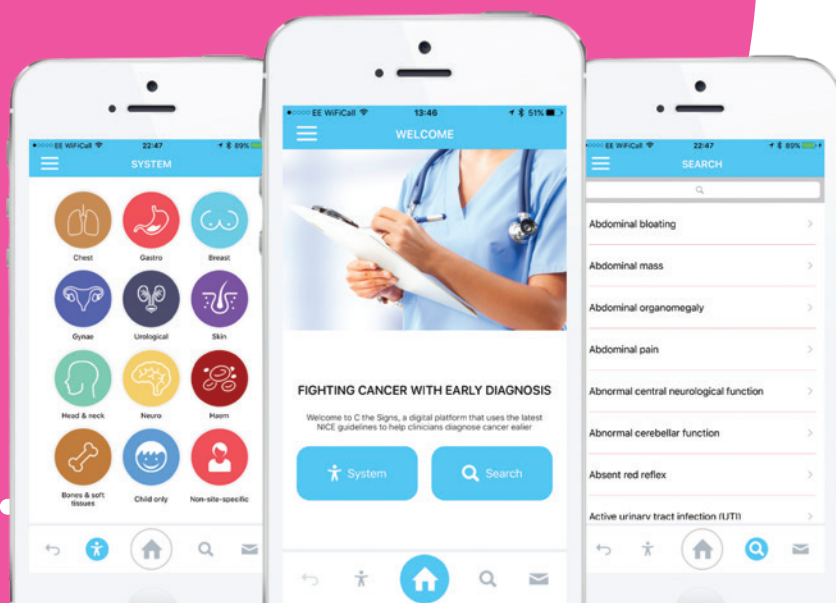 EE WiFiCall 22:47 89%
SYSTEM
Chest Gastro Breast
Gynae Urological Skin
Head & neck Neuro Haem
Bones & soft
tissues
Child only Non-site-specific
EE WiFiCall 13:46 51%
WELCOME
FIGHTING CANCER WITH EARLY DIAGNOSIS
Welcome to C the Signs, a digital platform that uses the latest
NICE guidelines to help clinicians diagnose cancer ealier
System Search
EE WiFiCall 22:47 89%
SEARCH
Abdominal bloating
Abdominal mass
Abdominal organomegaly
Abdominal pain
Abnormal central neurological function
Abnormal cerebellar function
Absent red reflex
Active urinary tract infection (UTI)